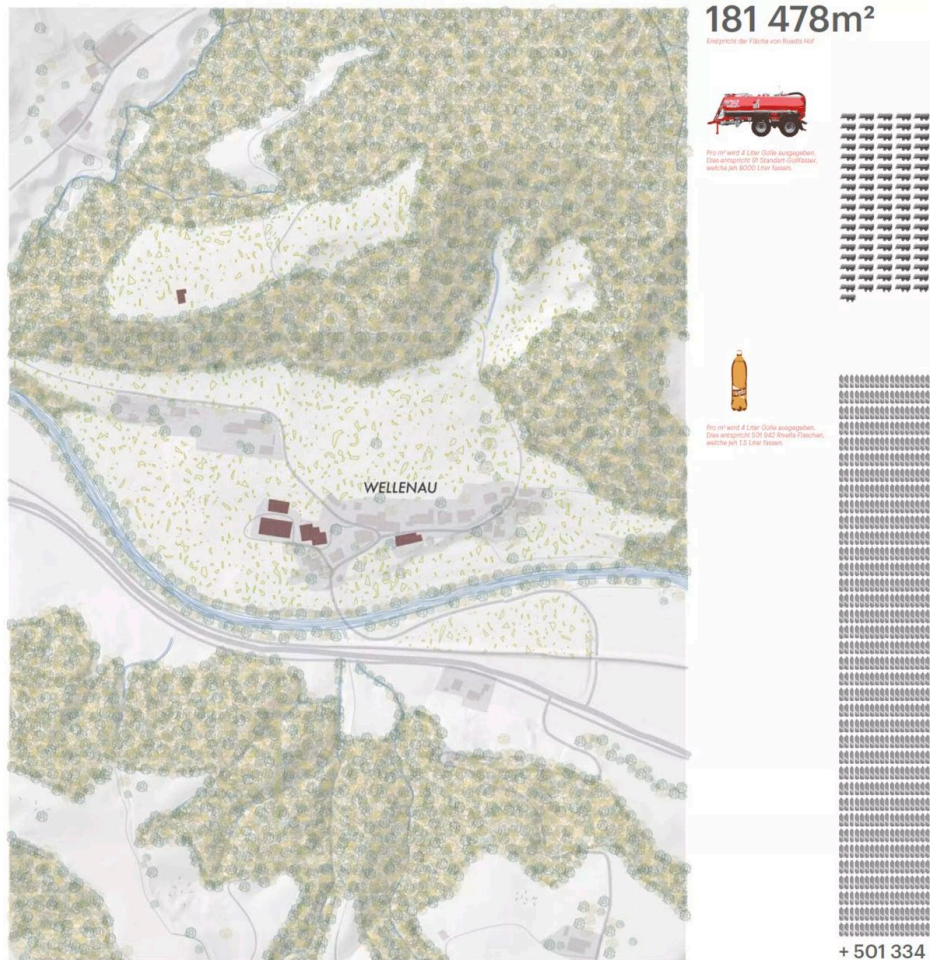 181 478m²
Entspricht der Fläche von Ruedis Hof
Pro m² wird 4 Liter Gülle ausgegeben.
Das entspricht 91 Standart-Güllfässer,
welche jeh 8000 Liter fassen.
Pro m² wird 4 Liter Gülle ausgegeben.
Das entspricht 501 942 Rivella Flaschen,
welche jeh 1.5 Liter fassen.
WELLENAU
+ 501 334